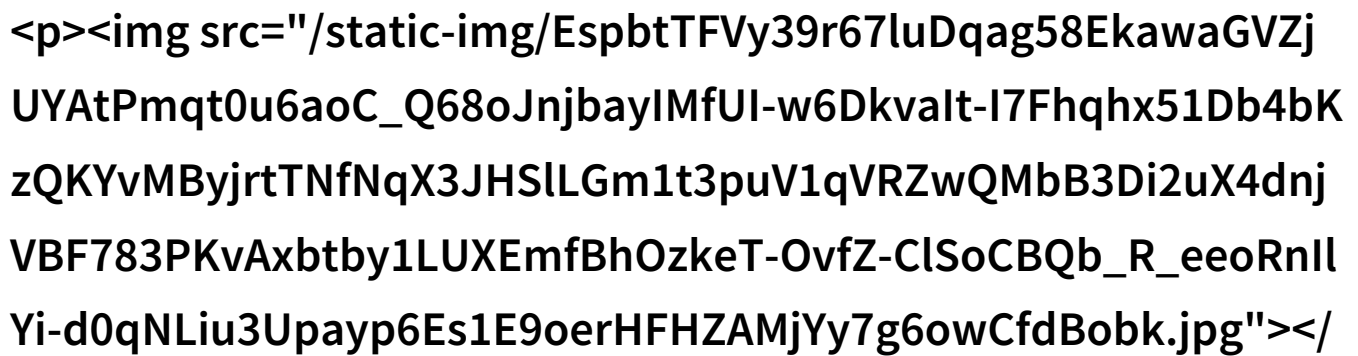 <p><img src="/static-img/EspbtTFVy39r67luDqag58EkawaGVZj
UYAtPmqt0u6aoC_Q68oJnjbayIMfUI-w6DkvaIt-I7Fhqhx51Db4bK
zQKYvMByjrtTNfNqX3JHSlLGm1t3puV1qVRZwQMbB3Di2uX4dnj
VBF783PKvAxbtby1LUXEmfBhOzkeT-OvfZ-ClSoCBQb_R_eeoRnIl
Yi-d0qNLiu3Upayp6Es1E9oerHFHZAMjYy7g6owCfdBobk.jpg"></